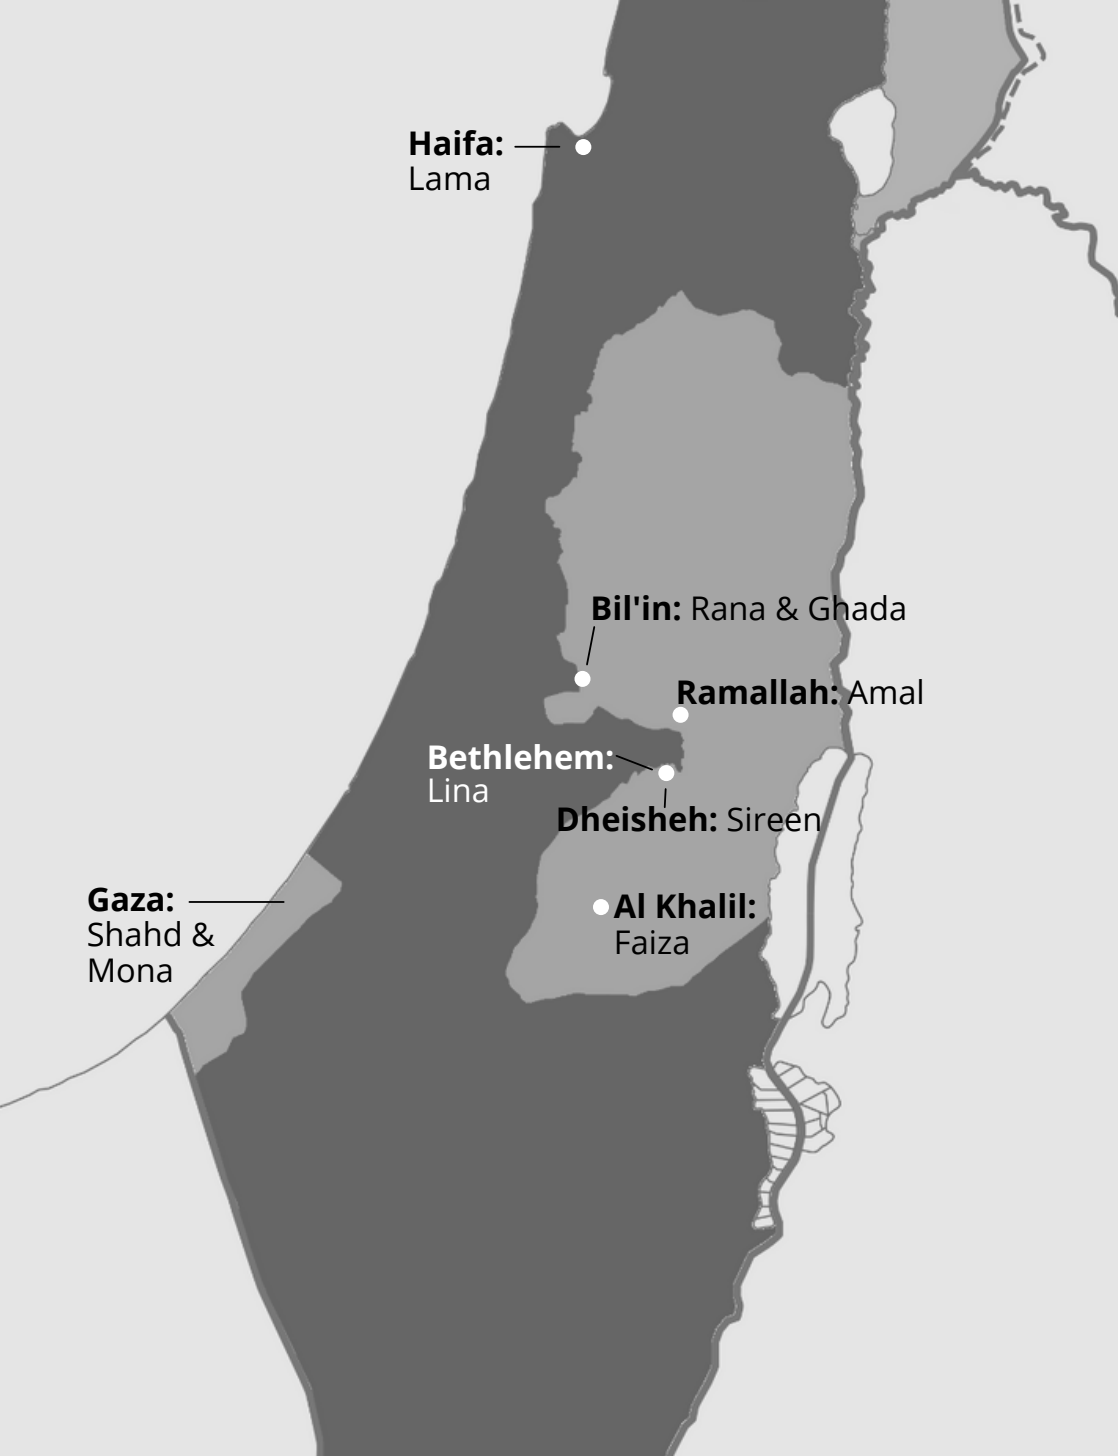 Haifa:
Lama
Bil'in: Rana & Ghada
Ramallah: Amal
Bethlehem:
Lina
Dheisheh: Sireen
Gaza:
Shahd &
Mona
Al Khalil:
Faiza